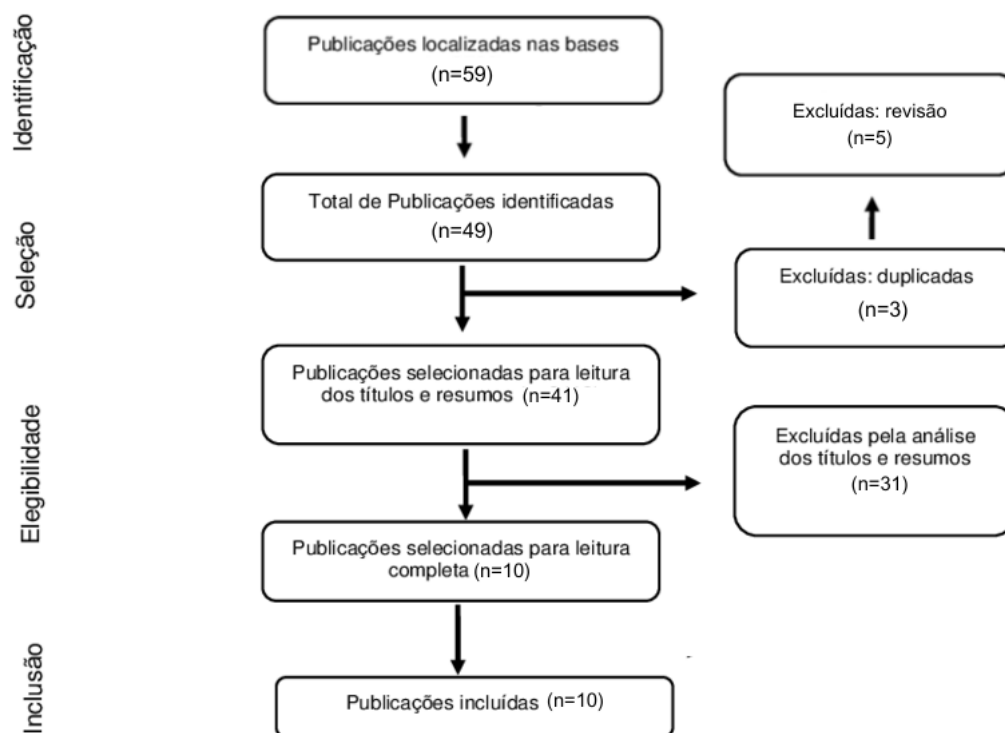 Identificação
Publicações localizadas nas bases
(n=59)
Excluídas: revisão
(n=5)
Seleção
Total de Publicações identificadas
(n=49)
Excluídas: duplicadas
(n=3)
Elegibilidade
Publicações selecionadas para leitura
dos títulos e resumos (n=41)
Excluídas pela análise
dos títulos e resumos
(n=31)
Publicações selecionadas para leitura
completa (n=10)
Inclusão
Publicações incluídas (n=10)